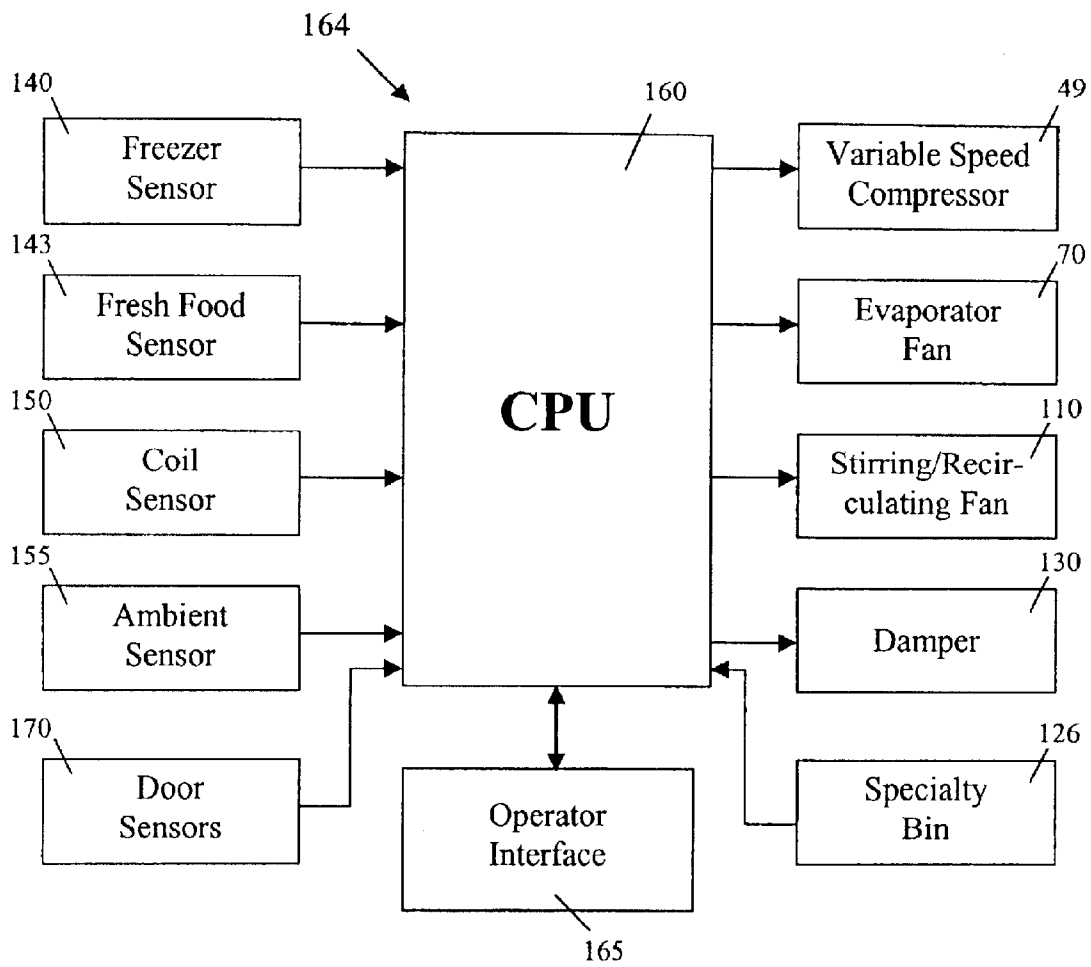 164
140
Freezer
Sensor
160
49
Variable Speed
Compressor
143
Fresh Food
Sensor
70
Evaporator
Fan
CPU
150
Coil
Sensor
110
Stirring/Recir-
culating Fan
155
Ambient
Sensor
130
Damper
170
Door
Sensors
Operator
Interface
165
126
Specialty
Bin